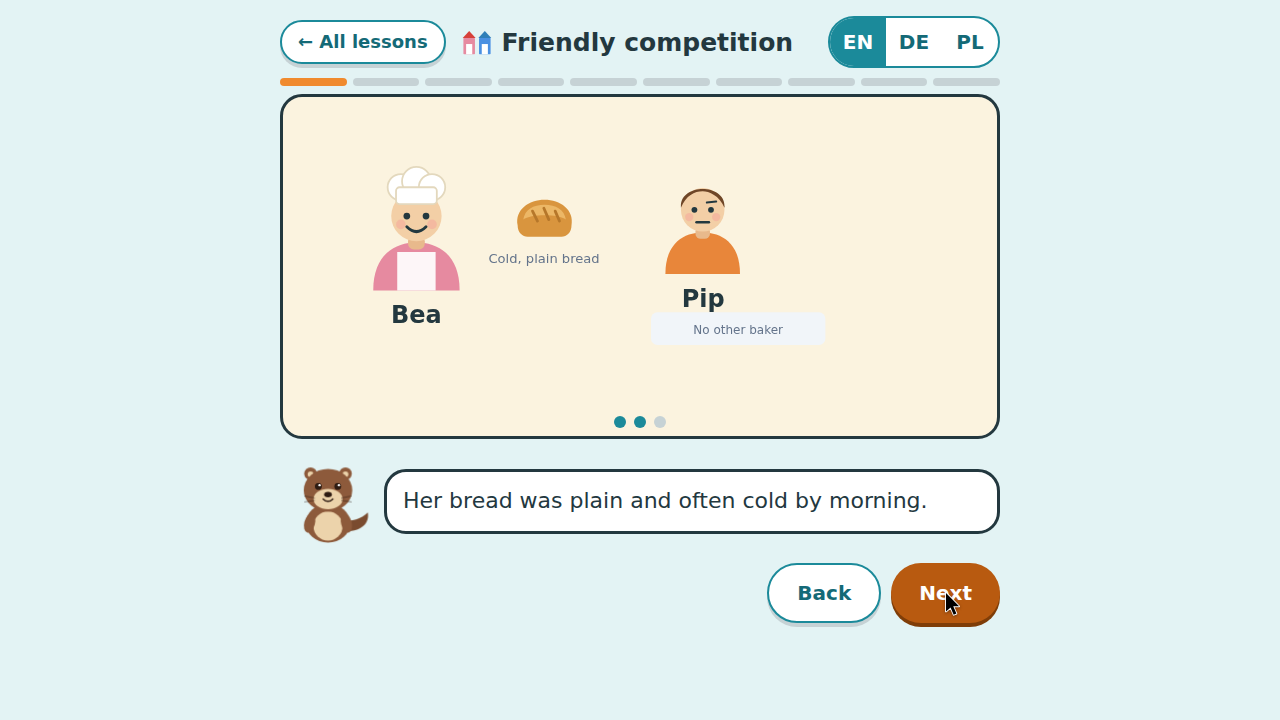 ← All lessons
Friendly competition
EN DE PL
Cold, plain bread
Bea
Pip
No other baker
Her bread was plain and often cold by morning.
Back
Next